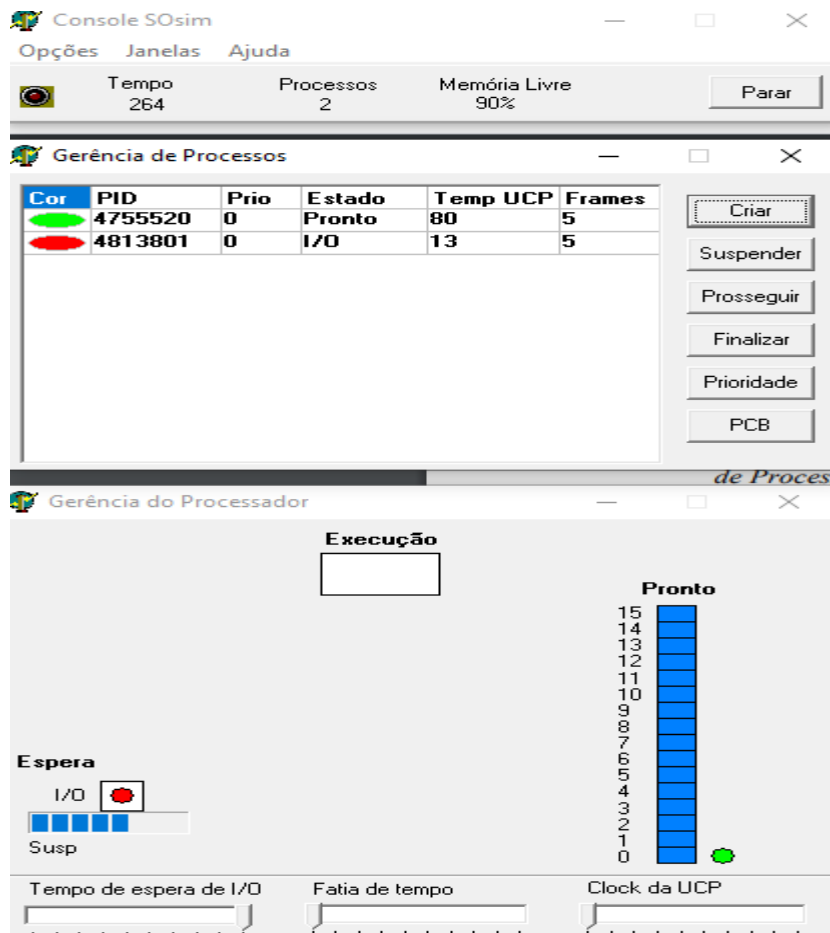 Console SOsim
Opções Janelas Ajuda
Tempo Processos Memória Livre
264 2 90% Parar
Gerência de Processos
Cor PID Prio Estado Temp UCP Frames
4755520 0 Pronto 80 5
4813801 0 I/O 13 5
Criar
Suspender
Prosseguir
Finalizar
Prioridade
PCB
de Proces
Gerência do Processador
Execução
Pronto
15
14
13
12
11
10
9
8
7
6
5
4
3
2
1
0
Espera
I/O
Susp
Tempo de espera de I/O Fatia de tempo Clock da UCP